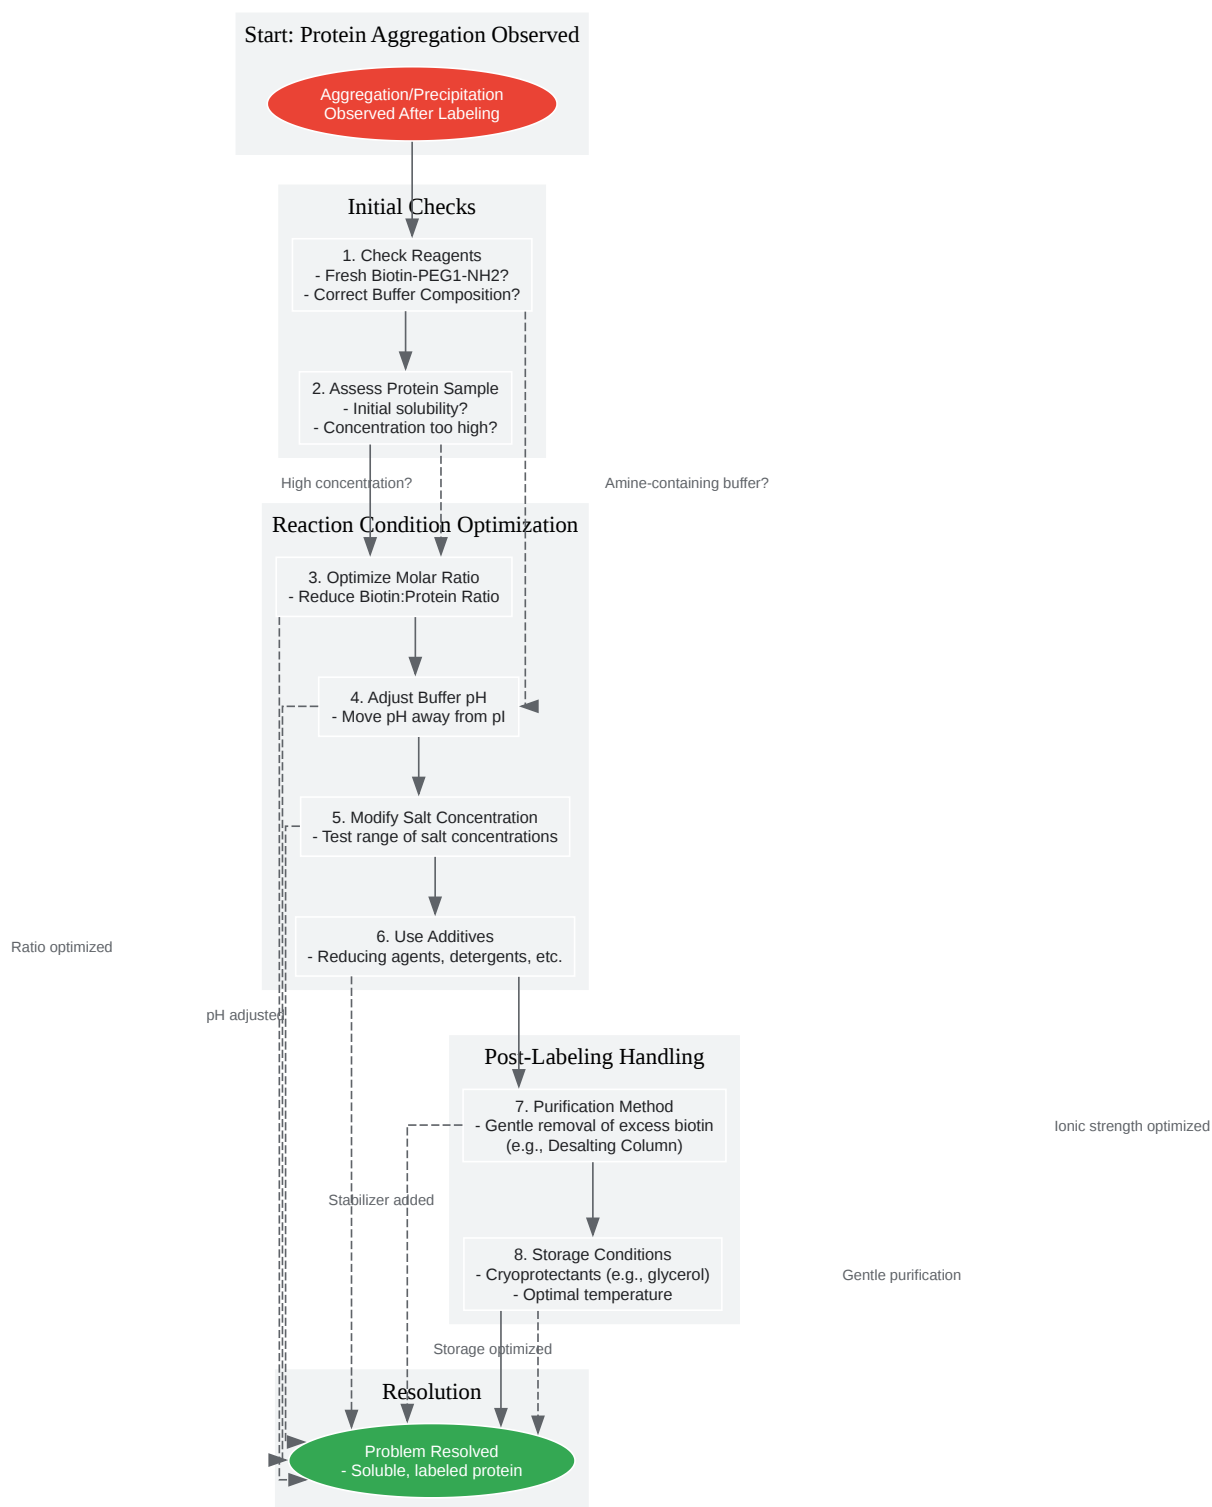 Start: Protein Aggregation Observed
Aggregation/Precipitation
Observed After Labeling
Initial Checks
1. Check Reagents
- Fresh Biotin-PEG1-NH2?
- Correct Buffer Composition?
2. Assess Protein Sample
- Initial solubility?
- Concentration too high?
High concentration?
Amine-containing buffer?
Reaction Condition Optimization
3. Optimize Molar Ratio
- Reduce Biotin:Protein Ratio
4. Adjust Buffer pH
- Move pH away from pI
5. Modify Salt Concentration
- Test range of salt concentrations
6. Use Additives
- Reducing agents, detergents, etc.
Ratio optimized
pH adjusted
Post-Labeling Handling
7. Purification Method
- Gentle removal of excess biotin
(e.g., Desalting Column)
Ionic strength optimized
Stabilizer added
8. Storage Conditions
- Cryoprotectants (e.g., glycerol)
- Optimal temperature
Gentle purification
Storage optimized
Resolution
Problem Resolved
- Soluble, labeled protein